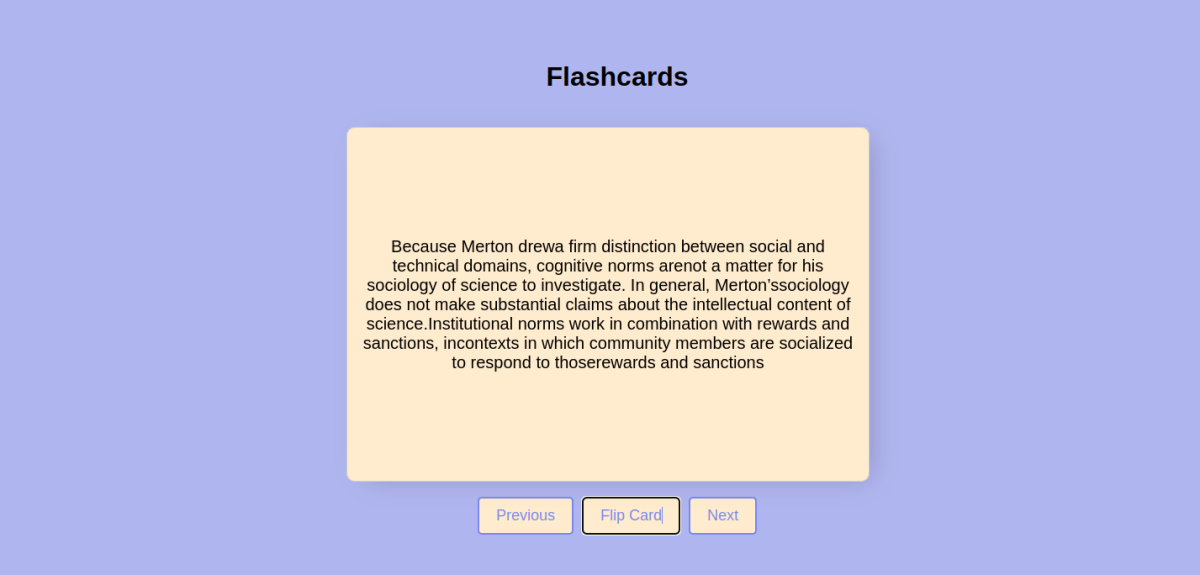 Flashcards
Because Merton drewa firm distinction between social and
technical domains, cognitive norms arenot a matter for his
sociology of science to investigate. In general, Merton’ssociology
does not make substantial claims about the intellectual content of
science.Institutional norms work in combination with rewards and
sanctions, incontexts in which community members are socialized
to respond to thoserewards and sanctions
Previous
Flip Card
Next